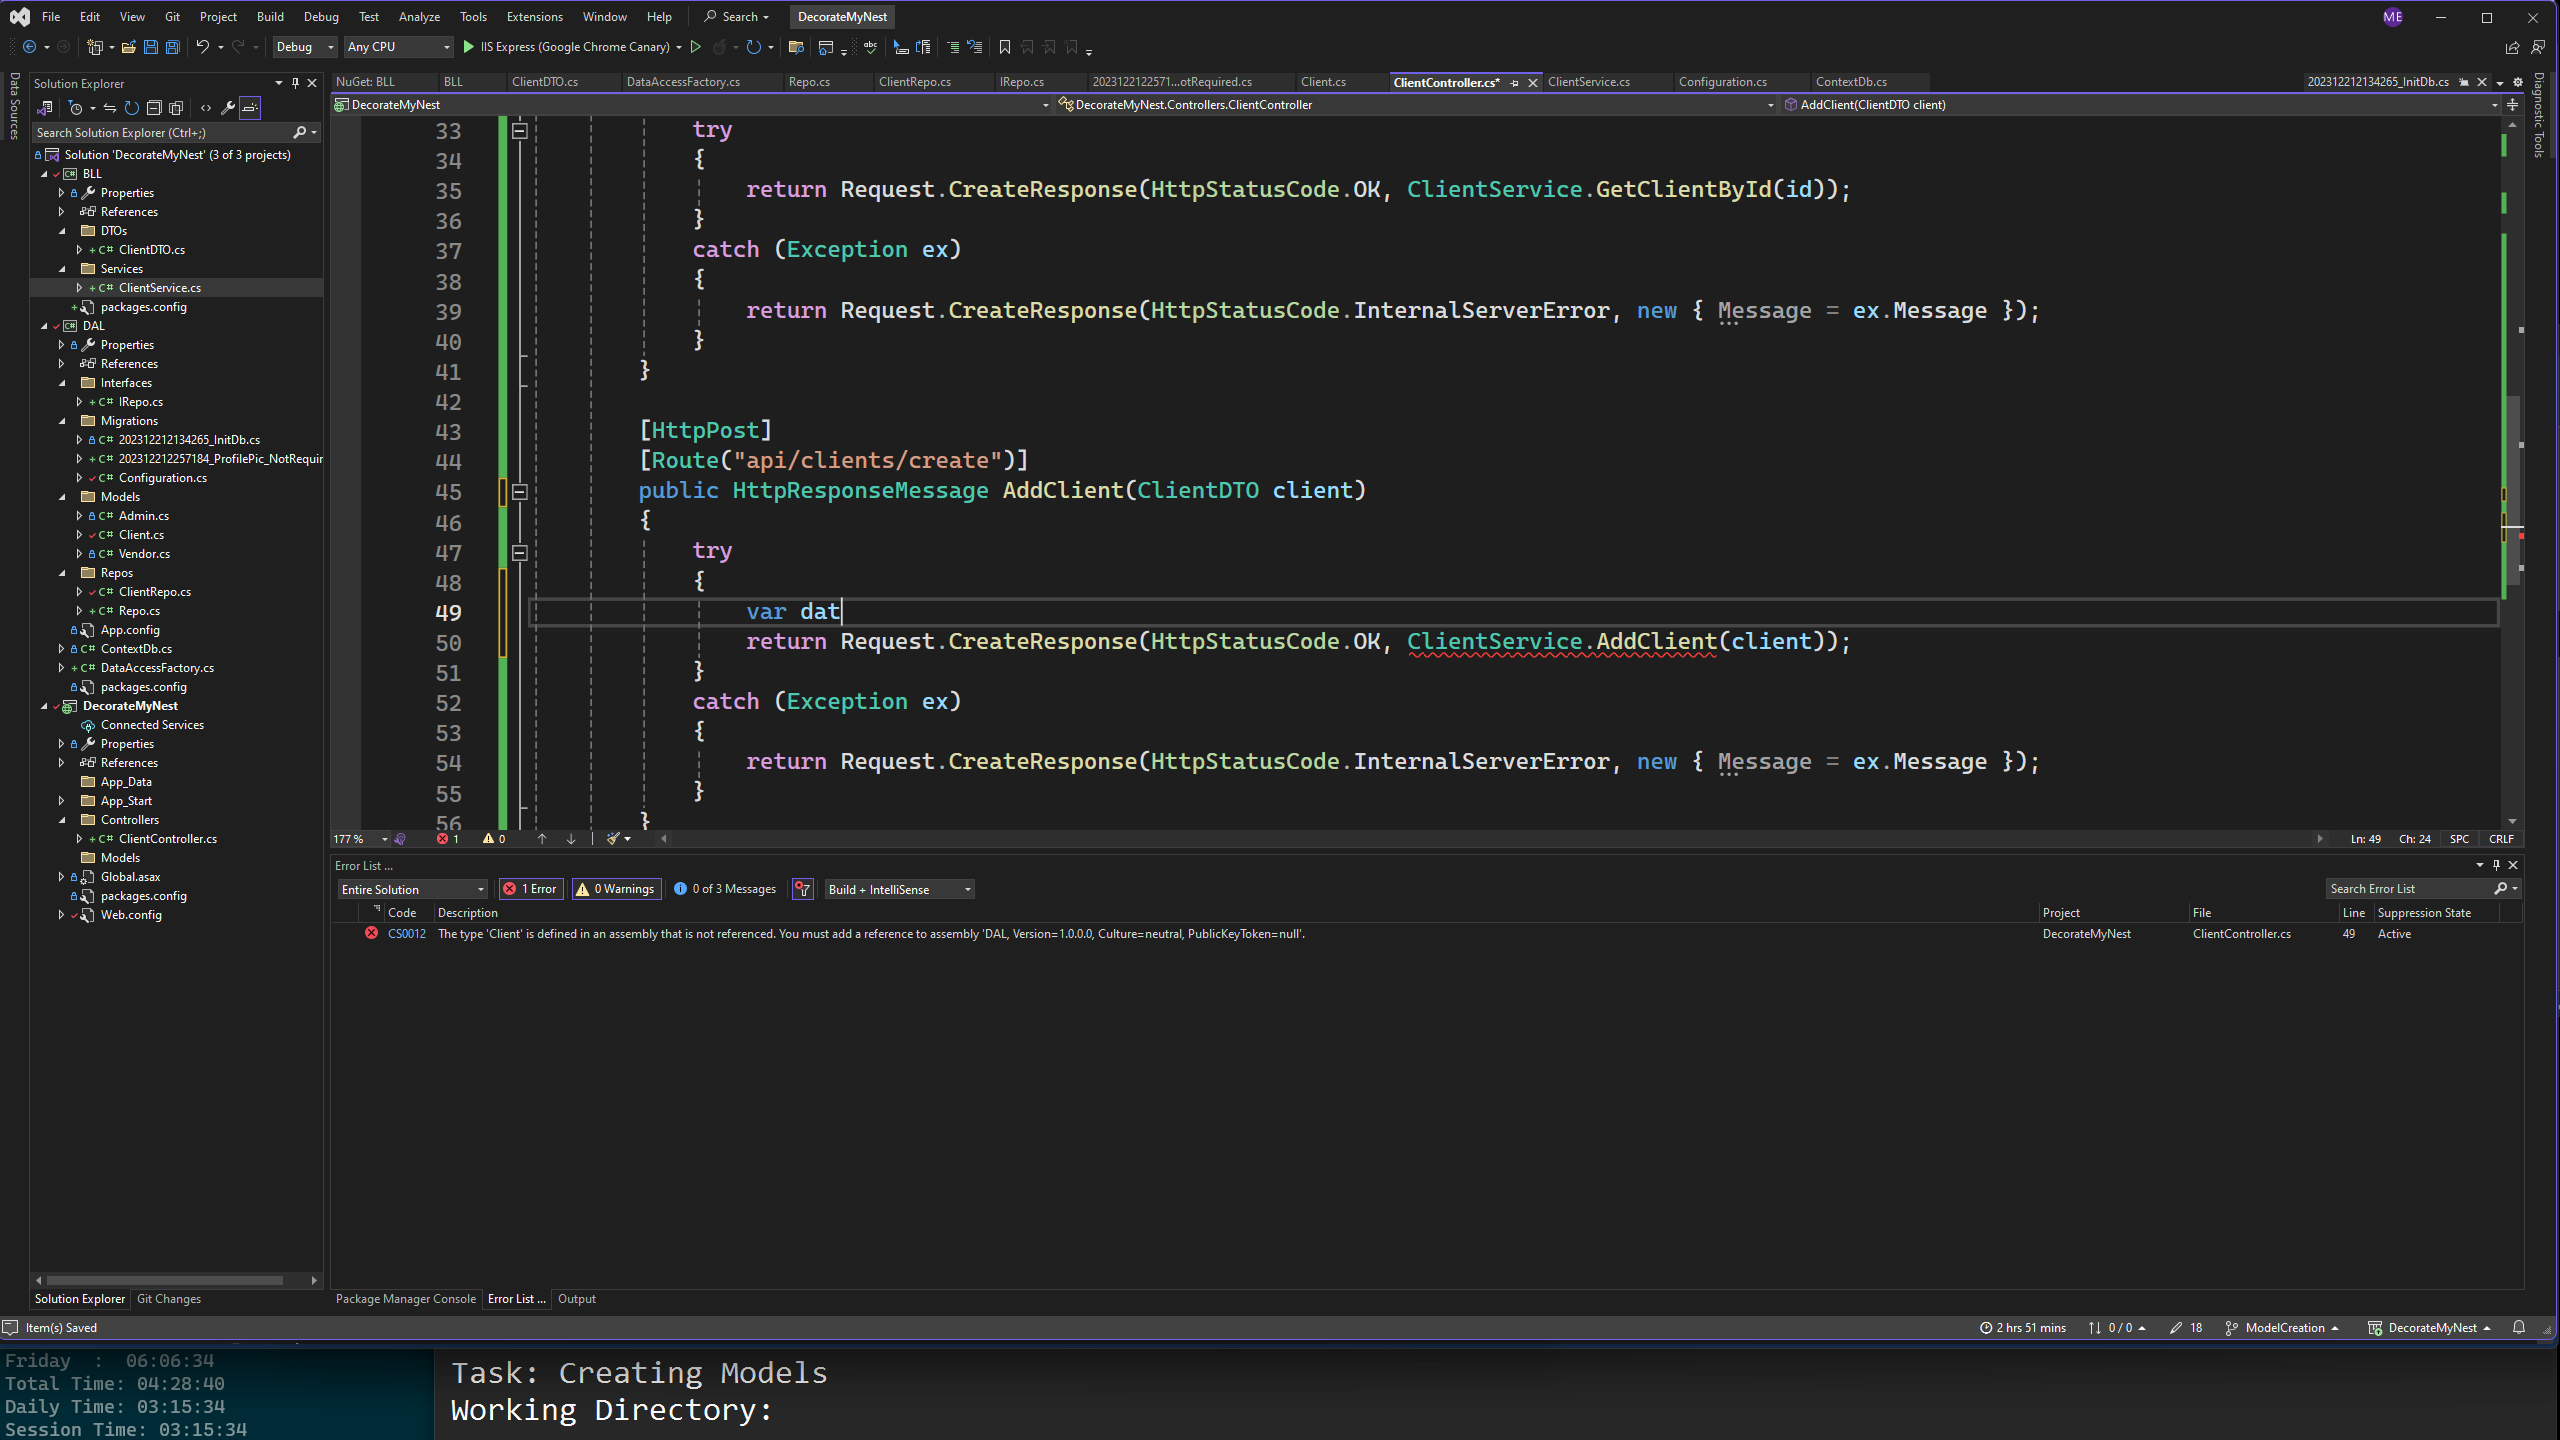 File Edit View Git Project Build Debug Test Analyze Tools Extensions Window Help Search DecorateMyNest ME
Debug Any CPU IIS Express (Google Chrome Canary)
Data Sources
Solution Explorer
Search Solution Explorer (Ctrl+;)
Solution 'DecorateMyNest' (3 of 3 projects)
BLL
Properties
References
DTOs
C# ClientDTO.cs
Services
C# ClientService.cs
packages.config
DAL
Properties
References
Interfaces
C# IRepo.cs
Migrations
C# 202312212134265_InitDb.cs
C# 202312212257184_ProfilePic_NotRequir
C# Configuration.cs
Models
C# Admin.cs
C# Client.cs
C# Vendor.cs
Repos
C# ClientRepo.cs
C# Repo.cs
App.config
C# ContextDb.cs
C# DataAccessFactory.cs
packages.config
DecorateMyNest
Connected Services
Properties
References
App_Data
App_Start
Controllers
C# ClientController.cs
Models
Global.asax
packages.config
Web.config
Solution Explorer Git Changes
NuGet: BLL BLL ClientDTO.cs DataAccessFactory.cs Repo.cs ClientRepo.cs IRepo.cs 2023122122571...otRequired.cs Client.cs ClientController.cs* ClientService.cs Configuration.cs ContextDb.cs 202312212134265_InitDb.cs
DecorateMyNest DecorateMyNest.Controllers.ClientController AddClient(ClientDTO client)
33 try
34 {
35 return Request.CreateResponse(HttpStatusCode.OK, ClientService.GetClientById(id));
36 }
37 catch (Exception ex)
38 {
39 return Request.CreateResponse(HttpStatusCode.InternalServerError, new { Message = ex.Message });
40 }
41 }
42
43 [HttpPost]
44 [Route("api/clients/create")]
45 public HttpResponseMessage AddClient(ClientDTO client)
46 {
47 try
48 {
49 var dat
50 return Request.CreateResponse(HttpStatusCode.OK, ClientService.AddClient(client));
51 }
52 catch (Exception ex)
53 {
54 return Request.CreateResponse(HttpStatusCode.InternalServerError, new { Message = ex.Message });
55 }
56 }
177 % 1 0 Ln: 49 Ch: 24 SPC CRLF
Diagnostic Tools
Error List ...
Entire Solution 1 Error 0 Warnings 0 of 3 Messages Build + IntelliSense Search Error List
Code Description Project File Line Suppression State
CS0012 The type 'Client' is defined in an assembly that is not referenced. You must add a reference to assembly 'DAL, Version=1.0.0.0, Culture=neutral, PublicKeyToken=null'. DecorateMyNest ClientController.cs 49 Active
Package Manager Console Error List ... Output
Item(s) Saved 2 hrs 51 mins 0 / 0 18 ModelCreation DecorateMyNest
Friday : 06:06:34
Total Time: 04:28:40
Daily Time: 03:15:34
Session Time: 03:15:34
Task: Creating Models
Working Directory: